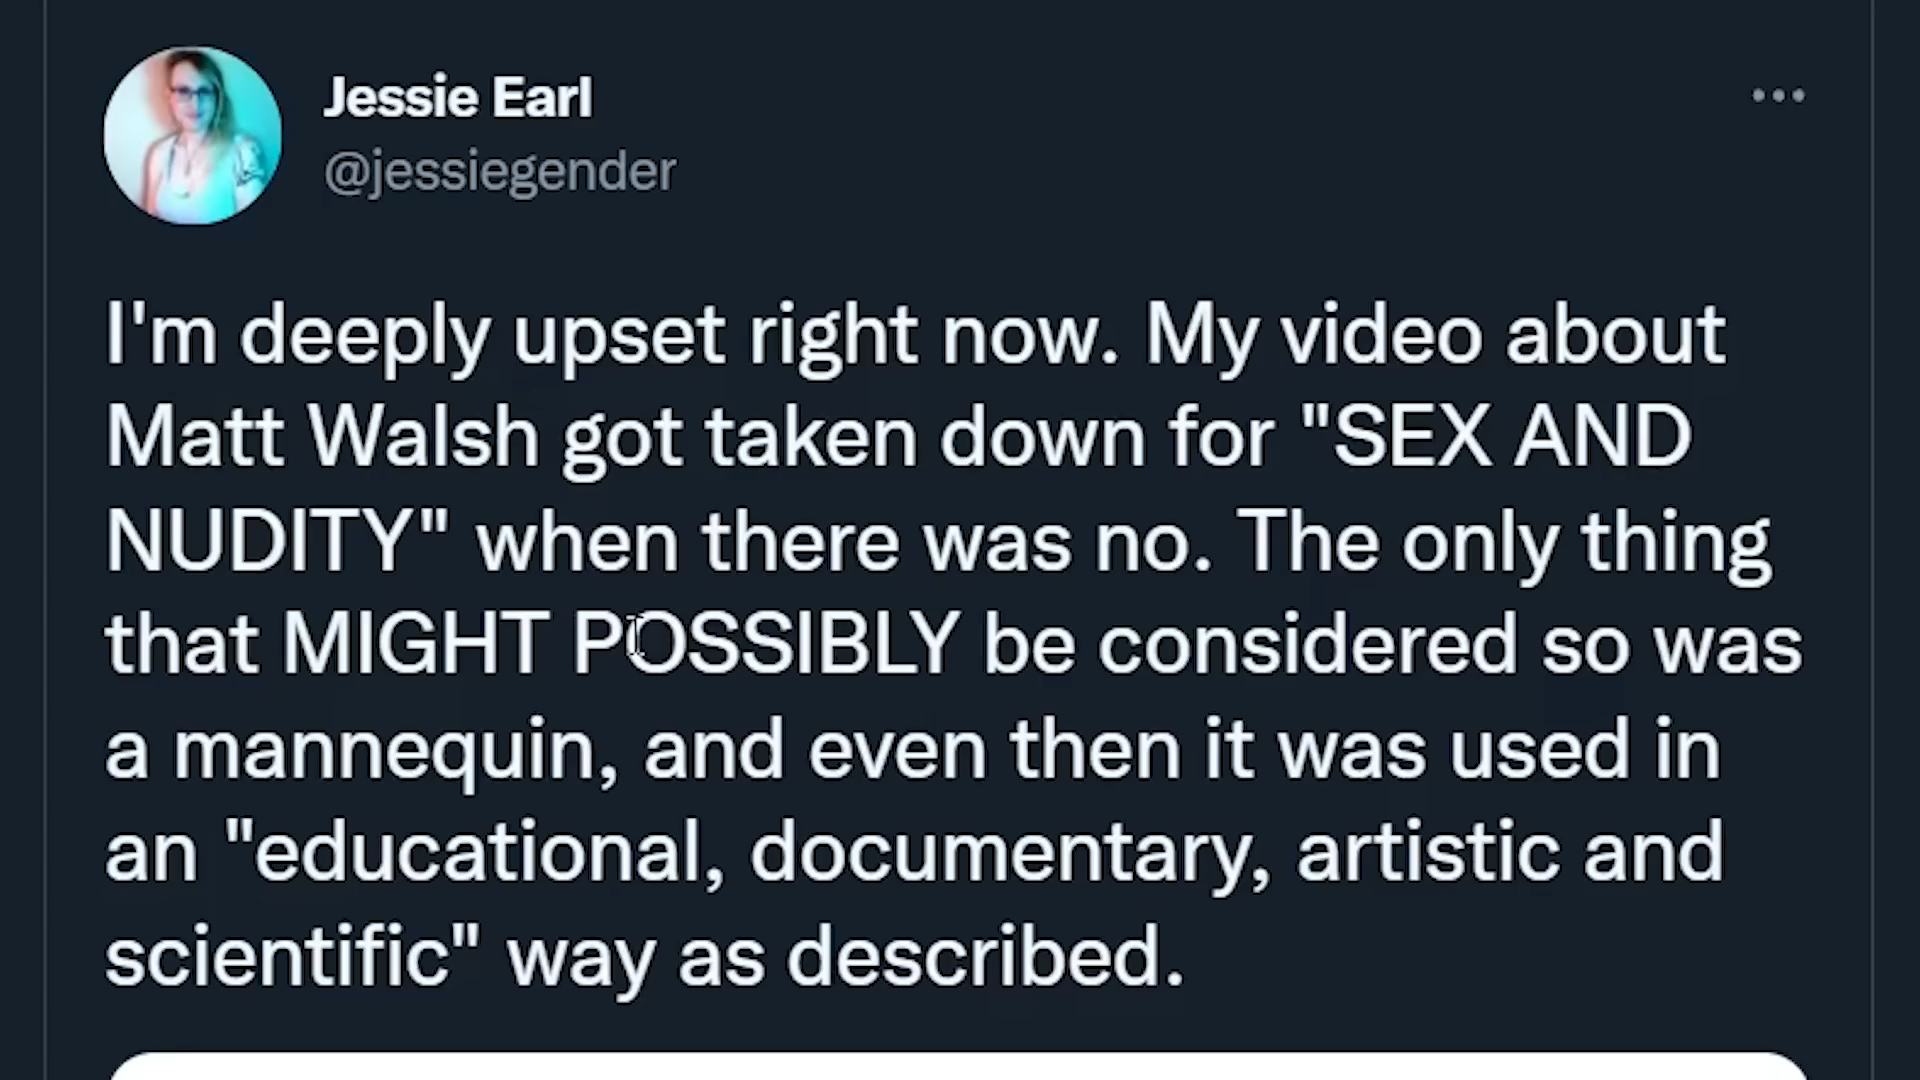 Jessie Earl
@jessiegender
I'm deeply upset right now. My video about
Matt Walsh got taken down for "SEX AND
NUDITY" when there was no. The only thing
that MIGHT POSSIBLY be considered so was
a mannequin, and even then it was used in
an "educational, documentary, artistic and
scientific" way as described.